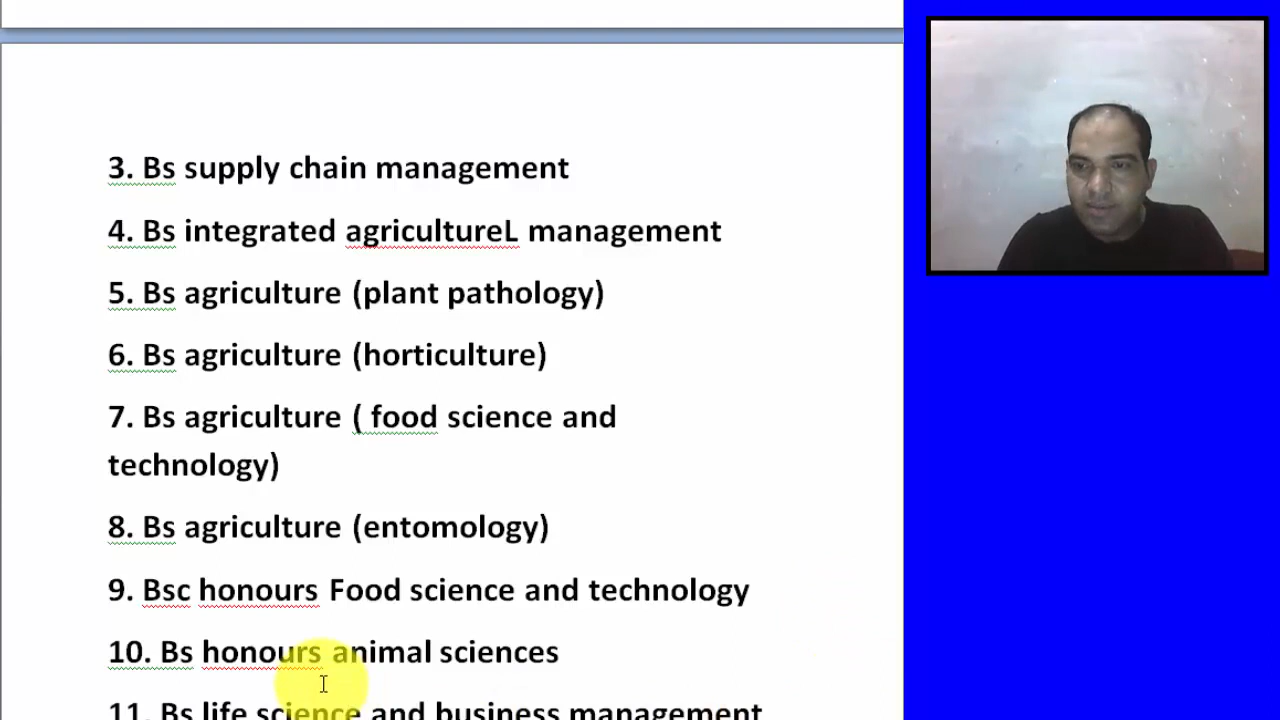 3. Bs supply chain management
4. Bs integrated agricultureL management
5. Bs agriculture (plant pathology)
6. Bs agriculture (horticulture)
7. Bs agriculture ( food science and
technology)
8. Bs agriculture (entomology)
9. Bsc honours Food science and technology
10. Bs honours animal sciences
11. Bs life science and business management